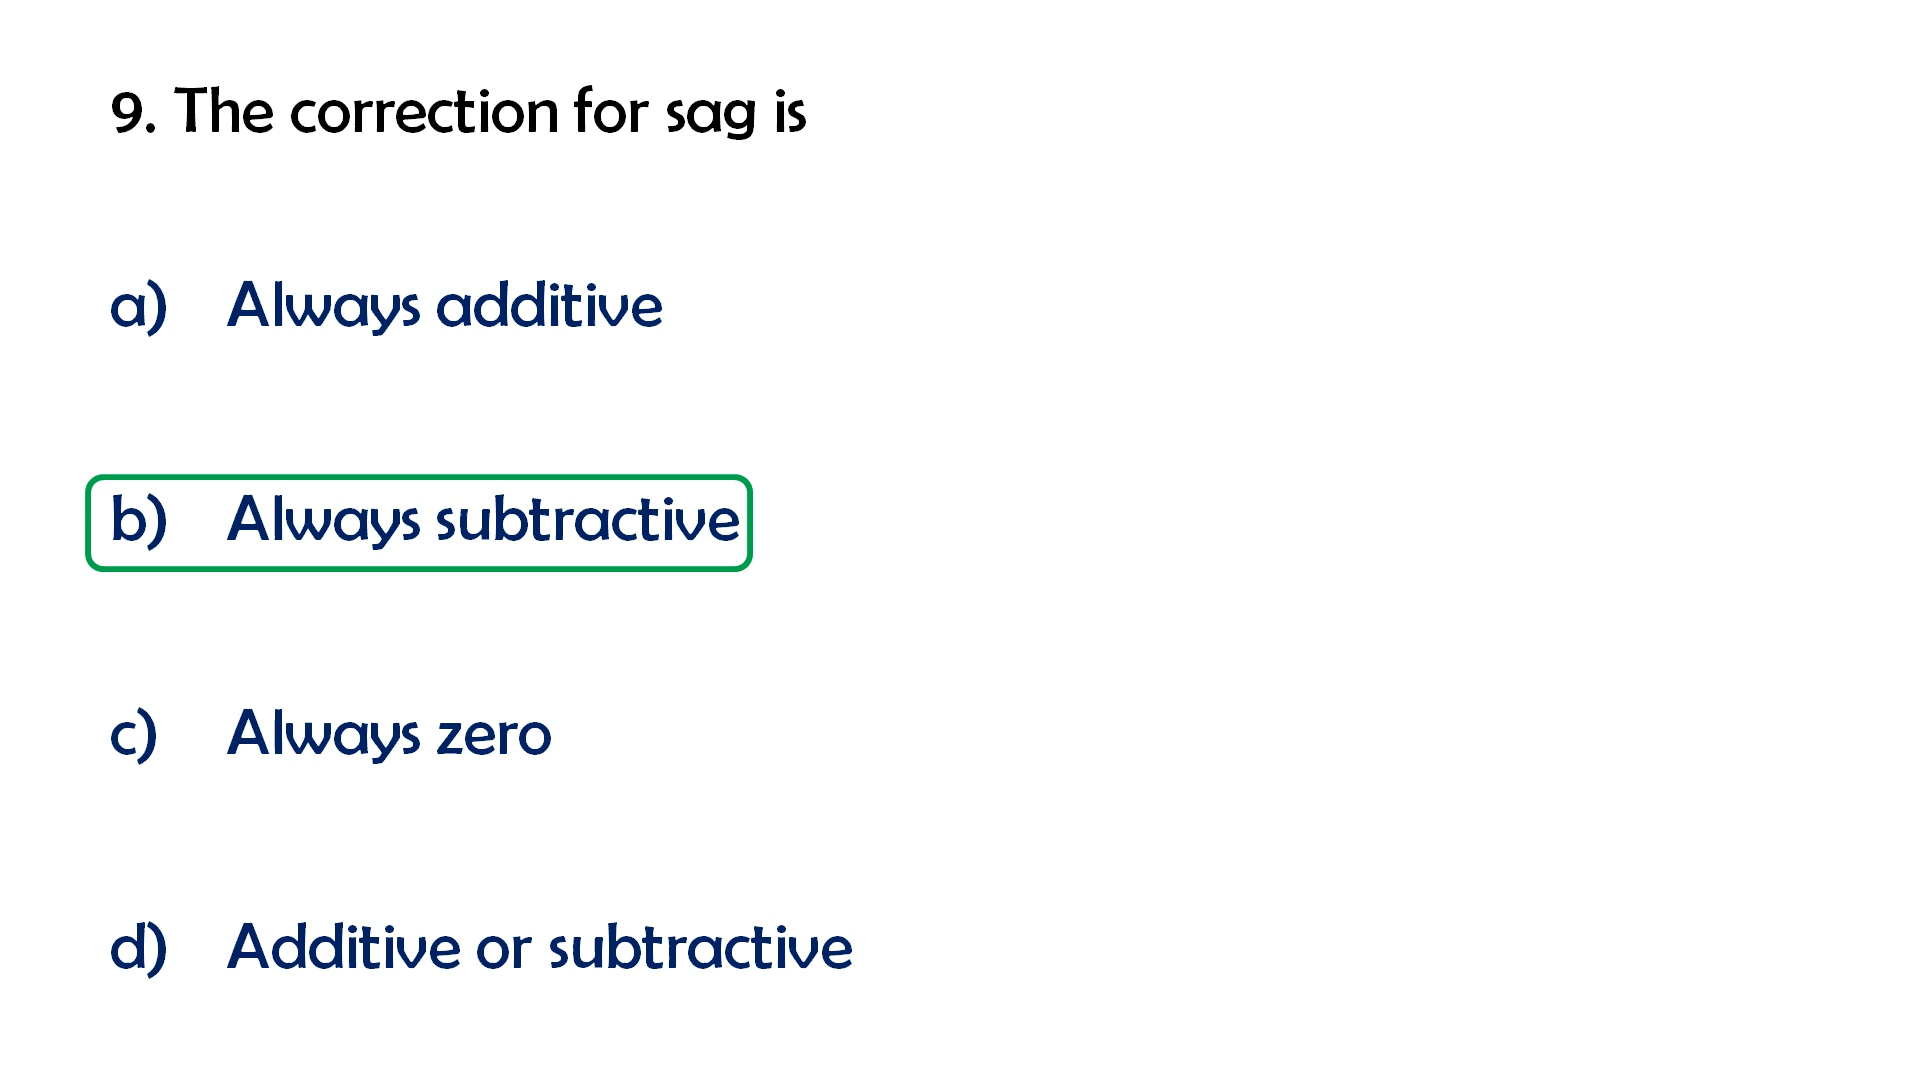 9. The correction for sag is
a) Always additive
b) Always subtractive
c) Always zero
d) Additive or subtractive